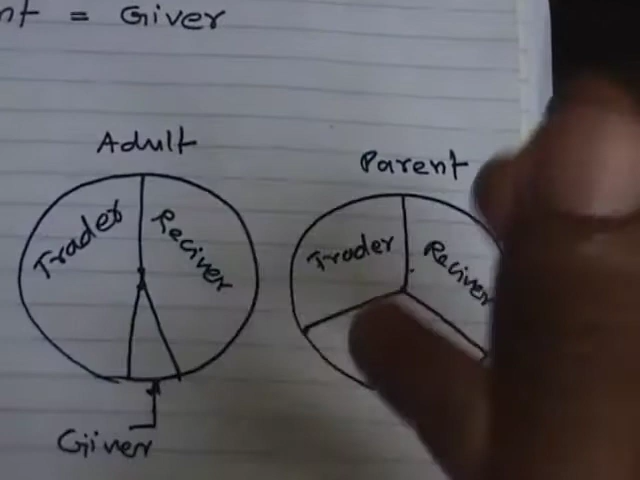 nt = Giver
Adult
Parent
Trader
Reciver
Trader
Reciver
Giver